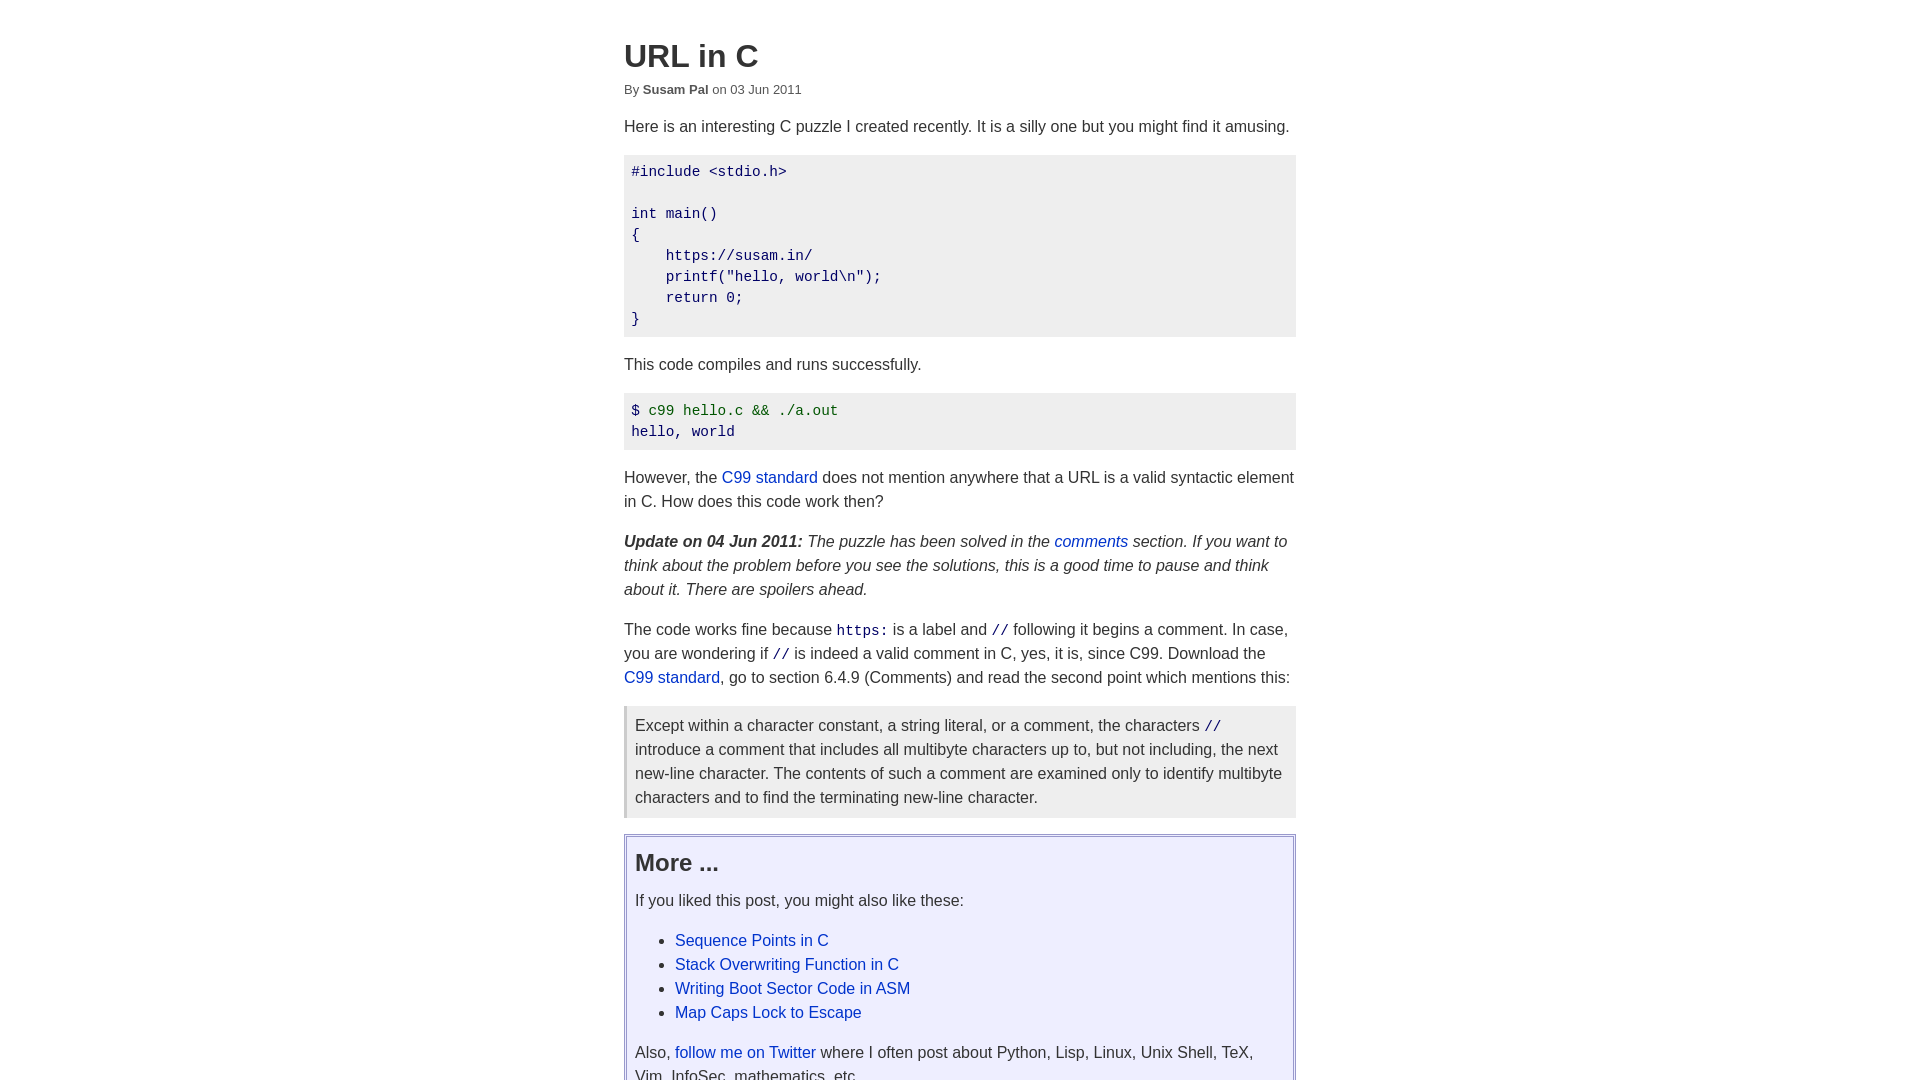 URL in C
By Susam Pal on 03 Jun 2011
Here is an interesting C puzzle I created recently. It is a silly one but you might find it amusing.
#include <stdio.h>
int main()
{
    https://susam.in/
    printf("hello, world\n");
    return 0;
}
This code compiles and runs successfully.
$ c99 hello.c && ./a.out
hello, world
However, the C99 standard does not mention anywhere that a URL is a valid syntactic element
in C. How does this code work then?
Update on 04 Jun 2011: The puzzle has been solved in the comments section. If you want to
think about the problem before you see the solutions, this is a good time to pause and think
about it. There are spoilers ahead.
The code works fine because https: is a label and // following it begins a comment. In case,
you are wondering if // is indeed a valid comment in C, yes, it is, since C99. Download the
C99 standard, go to section 6.4.9 (Comments) and read the second point which mentions this:
Except within a character constant, a string literal, or a comment, the characters //
introduce a comment that includes all multibyte characters up to, but not including, the next
new-line character. The contents of such a comment are examined only to identify multibyte
characters and to find the terminating new-line character.
More ...
If you liked this post, you might also like these:
• Sequence Points in C
• Stack Overwriting Function in C
• Writing Boot Sector Code in ASM
• Map Caps Lock to Escape
Also, follow me on Twitter where I often post about Python, Lisp, Linux, Unix Shell, TeX,
Vim, InfoSec, mathematics, etc.